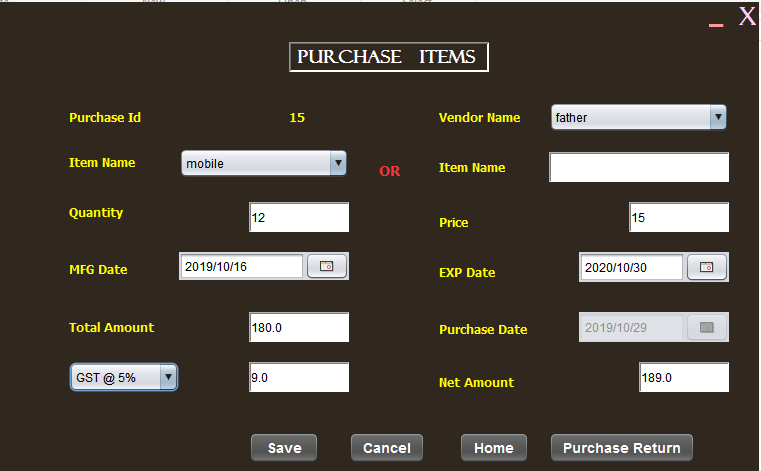 X
PURCHASE ITEMS
Purchase Id 15 Vendor Name father
Item Name mobile OR Item Name
Quantity 12 Price 15
MFG Date 2019/10/16 EXP Date 2020/10/30
Total Amount 180.0 Purchase Date 2019/10/29
GST @ 5% 9.0 Net Amount 189.0
Save Cancel Home Purchase Return